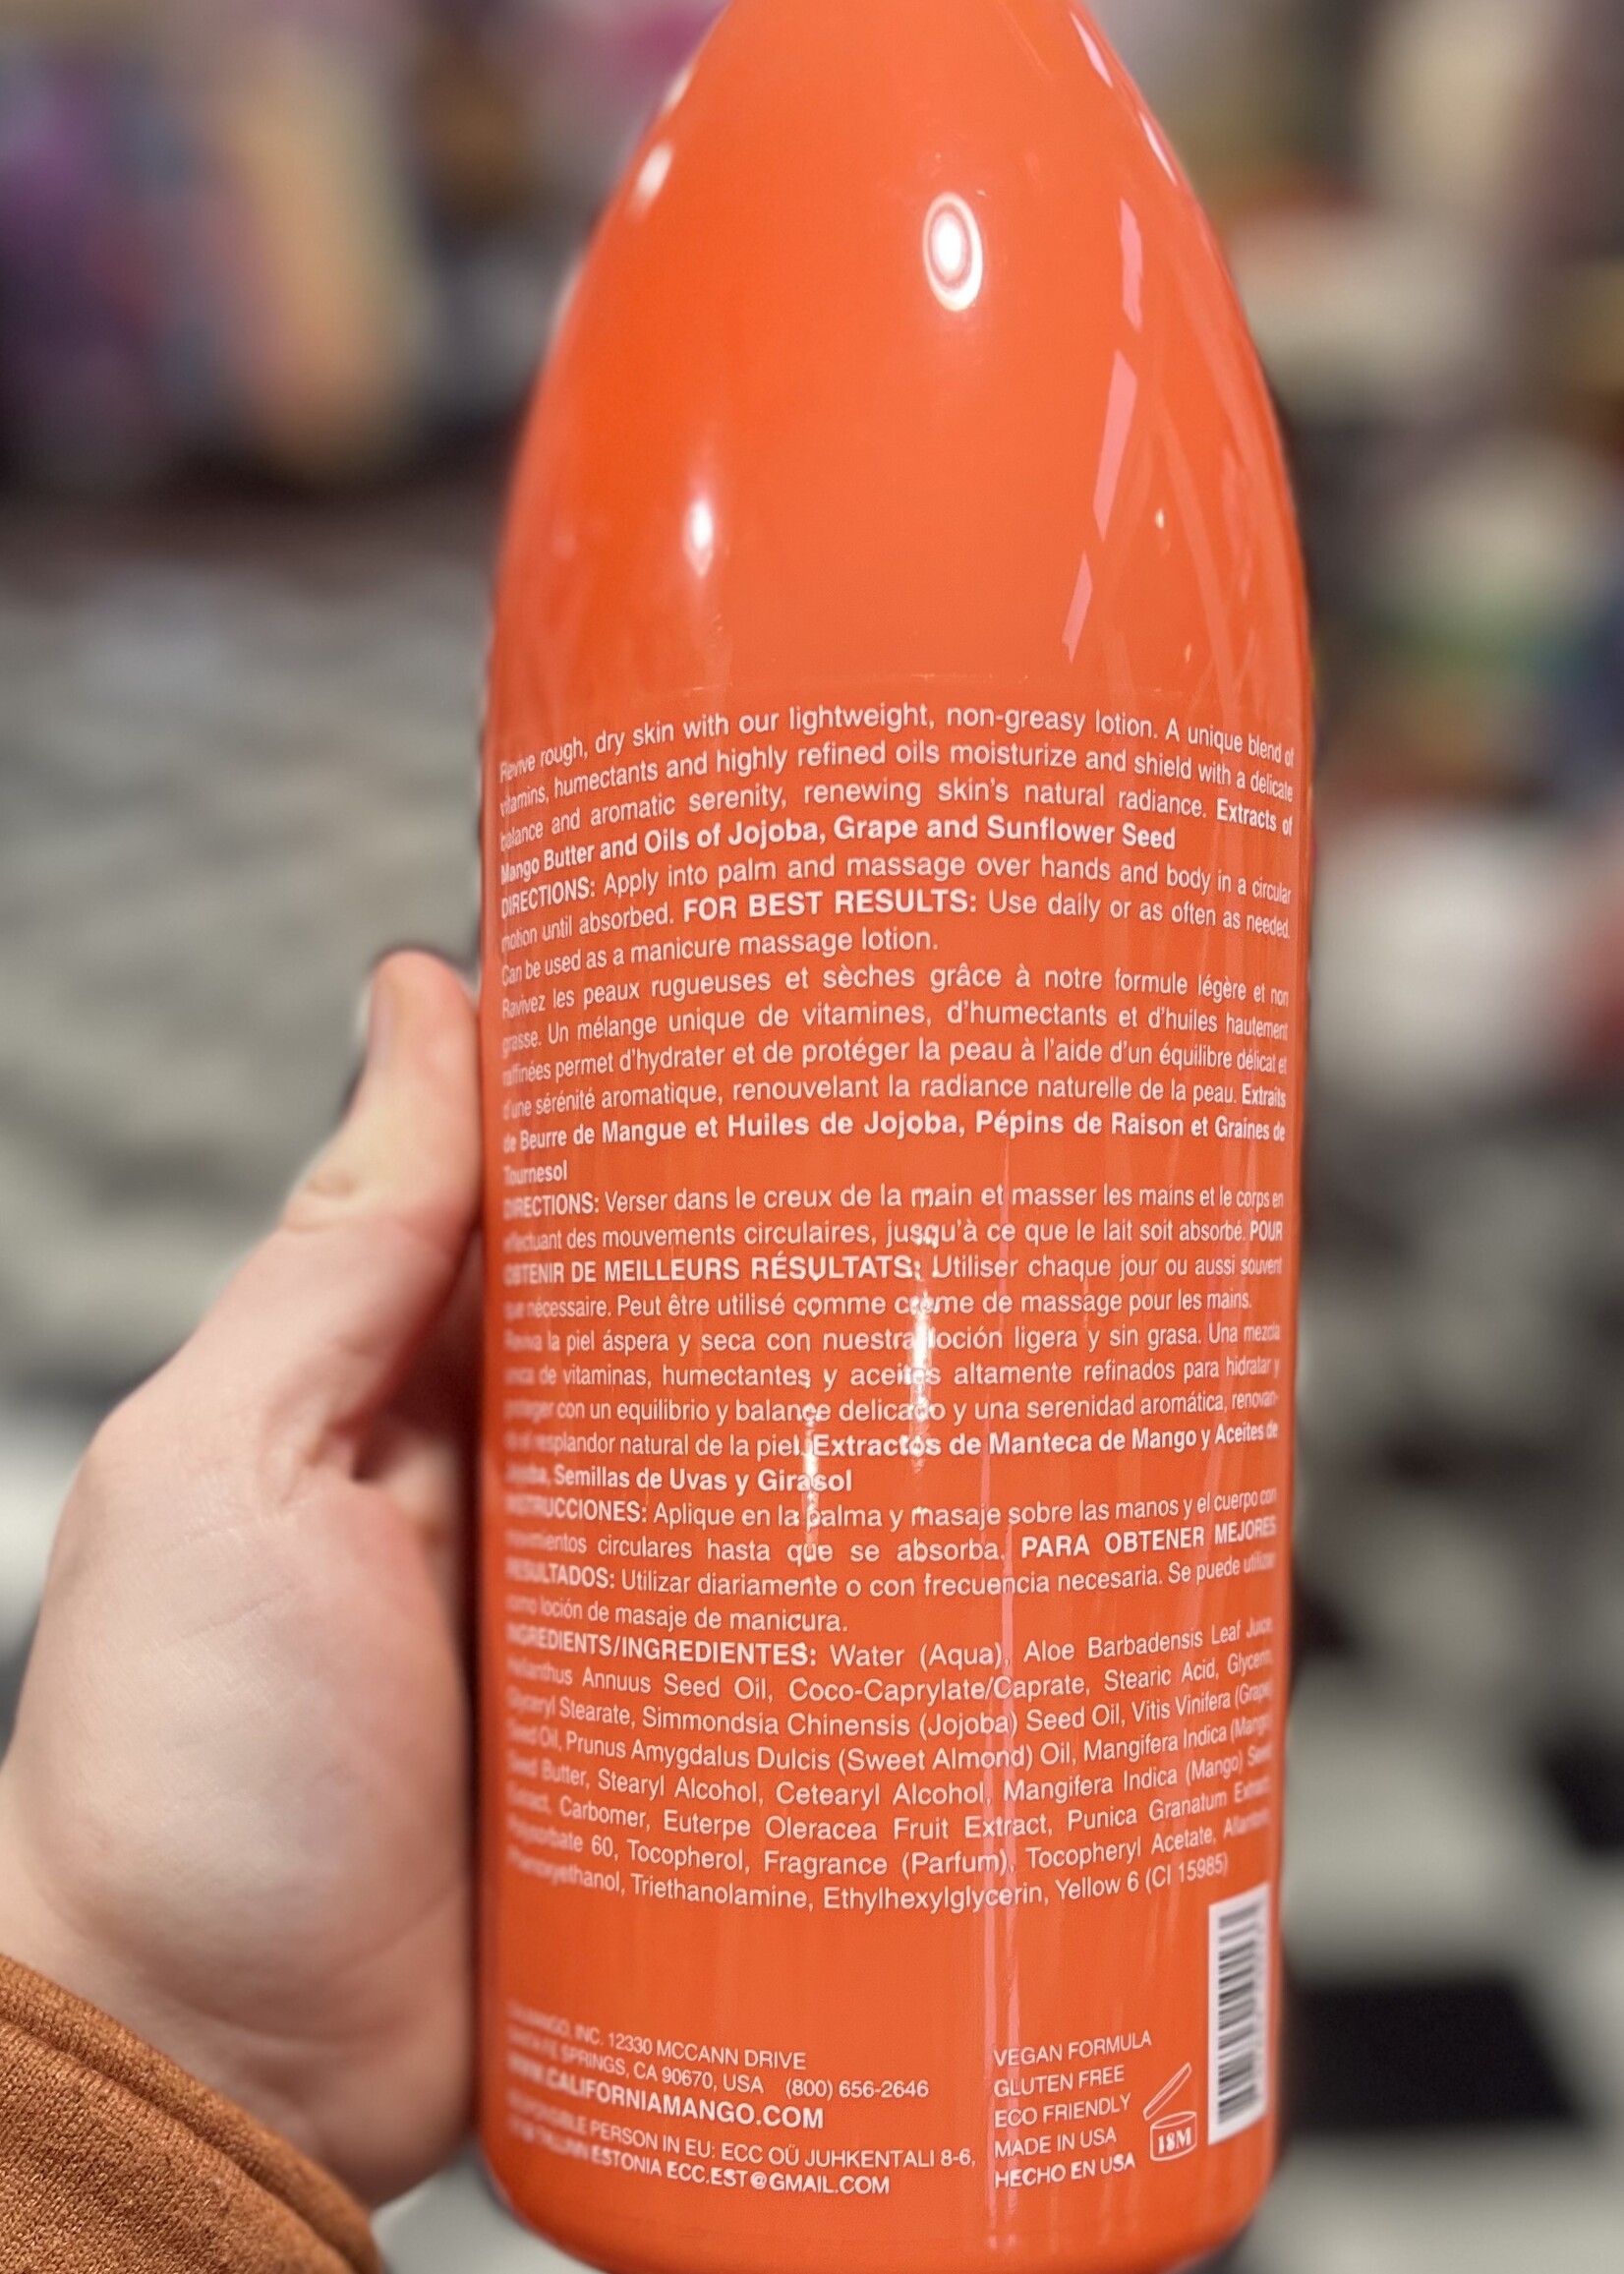 Revive rough, dry skin with our lightweight, non-greasy lotion. A unique blend of
vitamins, humectants and highly refined oils moisturize and shield with a delicate
balance and aromatic serenity, renewing skin's natural radiance. Extracts of
Mango Butter and Oils of Jojoba, Grape and Sunflower Seed
DIRECTIONS: Apply into palm and massage over hands and body in a circular
motion until absorbed. FOR BEST RESULTS: Use daily or as often as needed.
Can be used as a manicure massage lotion.
Ravivez les peaux rugueuses et sèches grâce à notre formule légère et non
grasse. Un mélange unique de vitamines, d'humectants et d'huiles hautement
raffinées permet d'hydrater et de protéger la peau à l'aide d'un équilibre délicat et
d'une sérénité aromatique, renouvelant la radiance naturelle de la peau. Extraits
de Beurre de Mangue et Huiles de Jojoba, Pépins de Raison et Graines de
Tournesol
DIRECTIONS: Verser dans le creux de la main et masser les mains et le corps en
effectuant des mouvements circulaires, jusqu'à ce que le lait soit absorbé. POUR
OBTENIR DE MEILLEURS RÉSULTATS: Utiliser chaque jour ou aussi souvent
que nécessaire. Peut être utilisé comme crème de massage pour les mains.
Reviva la piel áspera y seca con nuestra loción ligera y sin grasa. Una mezcla
unica de vitaminas, humectantes y aceites altamente refinados para hidratar y
proteger con un equilibrio y balance delicado y una serenidad aromática, renovan-
do el resplandor natural de la piel. Extractos de Manteca de Mango y Aceites de
Jojoba, Semillas de Uvas y Girasol
INSTRUCCIONES: Aplique en la palma y masaje sobre las manos y el cuerpo con
movimientos circulares hasta que se absorba. PARA OBTENER MEJORES
RESULTADOS: Utilizar diariamente o con frecuencia necesaria. Se puede utilizar
como loción de masaje de manicura.
INGREDIENTS/INGREDIENTES: Water (Aqua), Aloe Barbadensis Leaf Juice,
Helianthus Annuus Seed Oil, Coco-Caprylate/Caprate, Stearic Acid, Glycerin,
Glyceryl Stearate, Simmondsia Chinensis (Jojoba) Seed Oil, Vitis Vinifera (Grape)
Seed Oil, Prunus Amygdalus Dulcis (Sweet Almond) Oil, Mangifera Indica (Mango)
Seed Butter, Stearyl Alcohol, Cetearyl Alcohol, Mangifera Indica (Mango) Seed
Extract, Carbomer, Euterpe Oleracea Fruit Extract, Punica Granatum Extract,
Polysorbate 60, Tocopherol, Fragrance (Parfum), Tocopheryl Acetate, Allantoin,
Phenoxyethanol, Triethanolamine, Ethylhexylglycerin, Yellow 6 (CI 15985)
INC. 12330 MCCANN DRIVE
SANTA FE SPRINGS, CA 90670, USA (800) 656-2646
WWW.CALIFORNIAMANGO.COM
RESPONSIBLE PERSON IN EU: ECC OÜ JUHKENTALI 8-6,
TALLINN ESTONIA ECC.EST@GMAIL.COM
VEGAN FORMULA
GLUTEN FREE
ECO FRIENDLY
MADE IN USA
HECHO EN USA
18M